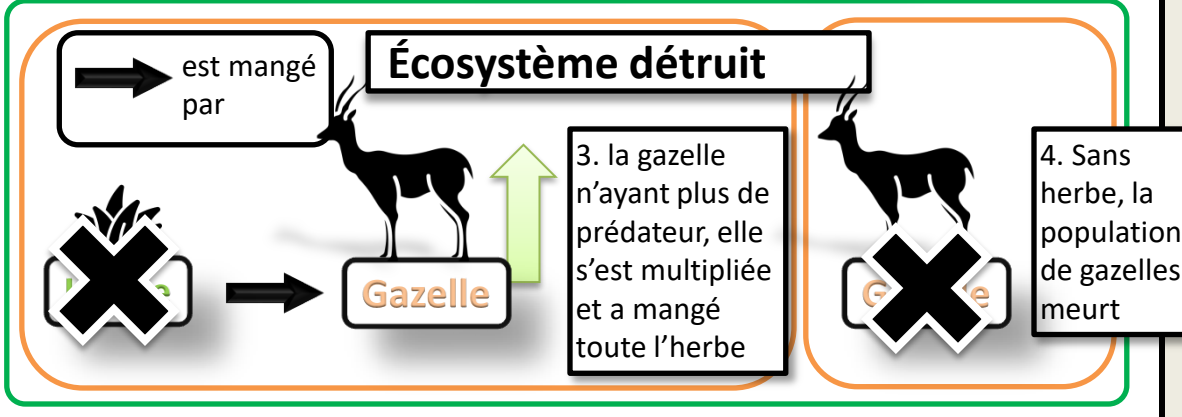 est mangé
par
Écosystème détruit
3. la gazelle
n’ayant plus de
prédateur, elle
s’est multipliée
et a mangé
toute l’herbe
Gazelle
4. Sans
herbe, la
population
de gazelles
meurt